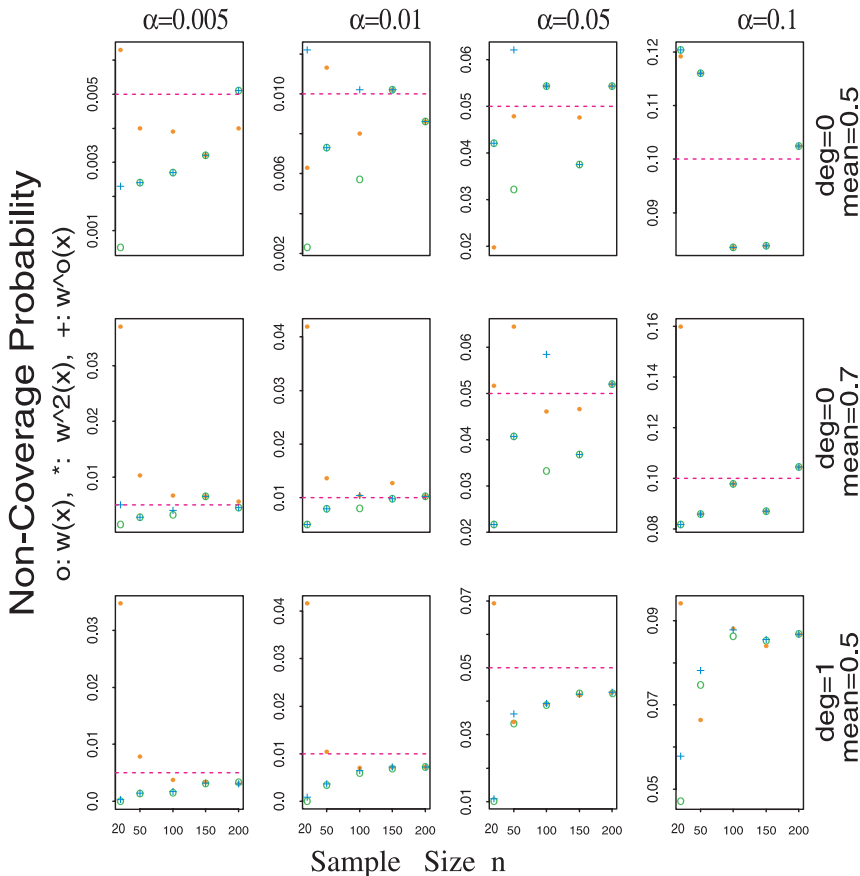 α=0.005 α=0.01 α=0.05 α=0.1
Non-Coverage Probability
o: w(x), *: w^2(x), +: w^o(x)
0.001 0.003 0.005
0.002 0.006 0.010
0.02 0.03 0.04 0.05 0.06
0.08 0.09 0.10 0.11 0.12
deg=0
mean=0.5
0.01 0.03
0.01 0.02 0.03 0.04
0.02 0.03 0.04 0.05 0.06
0.08 0.10 0.12 0.14 0.16
deg=0
mean=0.7
0.0 0.01 0.02 0.03
0.0 0.01 0.02 0.03 0.04
0.01 0.03 0.05 0.07
0.05 0.07 0.09
deg=1
mean=0.5
20 50 100 150 200
20 50 100 150 200
20 50 100 150 200
20 50 100 150 200
Sample Size n